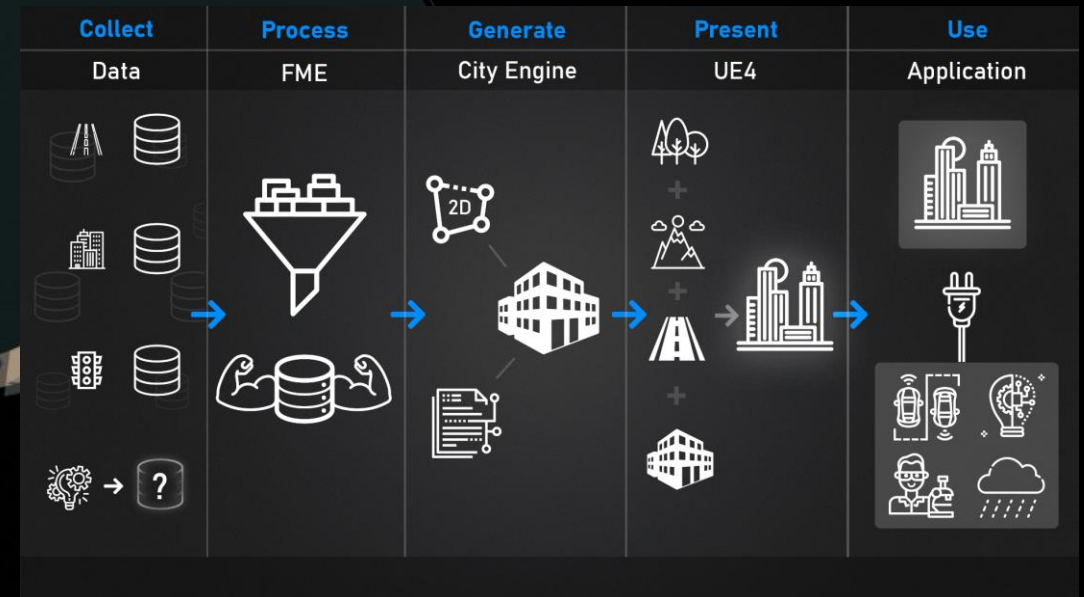 Collect
Process
Generate
Present
Use
Data
FME
City Engine
UE4
Application
2D
?